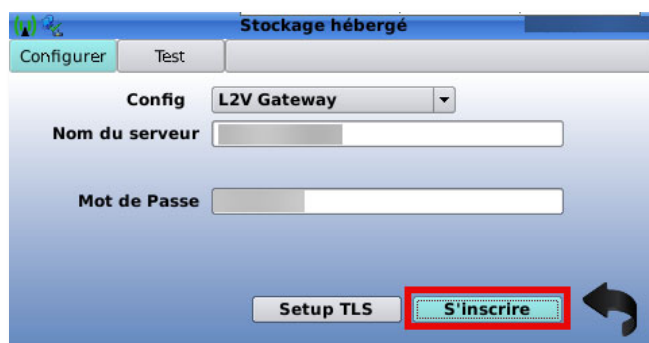 Stockage hébergé
Configurer Test
Config L2V Gateway
Nom du serveur
Mot de Passe
Setup TLS S'inscrire